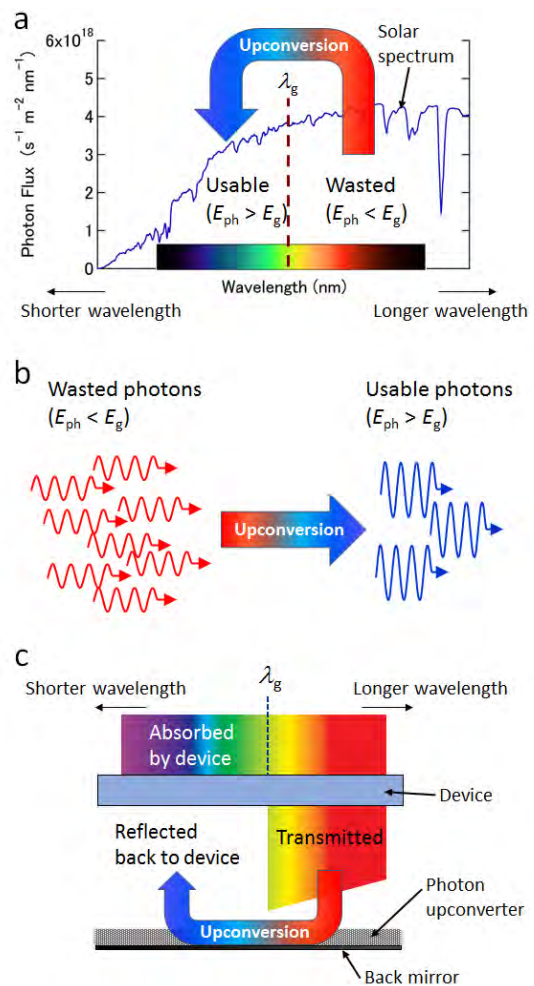 a
6x10¹⁸
5
4
3
2
1
0
Photon Flux (s⁻¹ m⁻² nm⁻¹)
Upconversion
Solar
spectrum
λg
Usable
(Eph > Eg)
Wasted
(Eph < Eg)
Wavelength (nm)
Shorter wavelength
Longer wavelength
b
Wasted photons
(Eph < Eg)
Usable photons
(Eph > Eg)
Upconversion
c
Shorter wavelength
λg
Longer wavelength
Absorbed
by device
Device
Reflected
back to device
Transmitted
Photon
upconverter
Upconversion
Back mirror